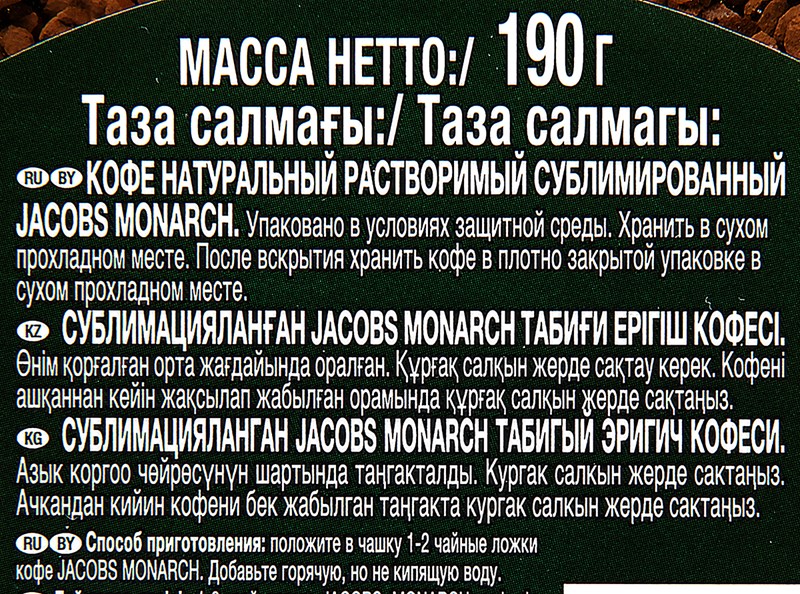 МАССА НЕТТО:/ 190 г
Таза салмағы:/ Таза салмагы:
RU BY КОФЕ НАТУРАЛЬНЫЙ РАСТВОРИМЫЙ СУБЛИМИРОВАННЫЙ
JACOBS MONARCH. Упаковано в условиях защитной среды. Хранить в сухом
прохладном месте. После вскрытия хранить кофе в плотно закрытой упаковке в
сухом прохладном месте.
KZ СУБЛИМАЦИЯЛАНҒАН JACOBS MONARCH ТАБИҒИ ЕРІГІШ КОФЕСІ.
Өнім қорғалған орта жағдайында оралған. Құрғақ салқын жерде сақтау керек. Кофені
ашқаннан кейін жақсылап жабылған орамында құрғақ салқын жерде сақтаңыз.
KG СУБЛИМАЦИЯЛАНГАН JACOBS MONARCH ТАБИГЫЙ ЭРИГИЧ КОФЕСИ.
Азык коргоо чөйрөсүнүн шартында таңгакталды. Кургак салкын жерде сактаңыз.
Ачкандан кийин кофени бек жабылган таңгакта кургак салкын жерде сактаңыз.
RU BY Способ приготовления: положите в чашку 1-2 чайные ложки
кофе JACOBS MONARCH. Добавьте горячую, но не кипящую воду.